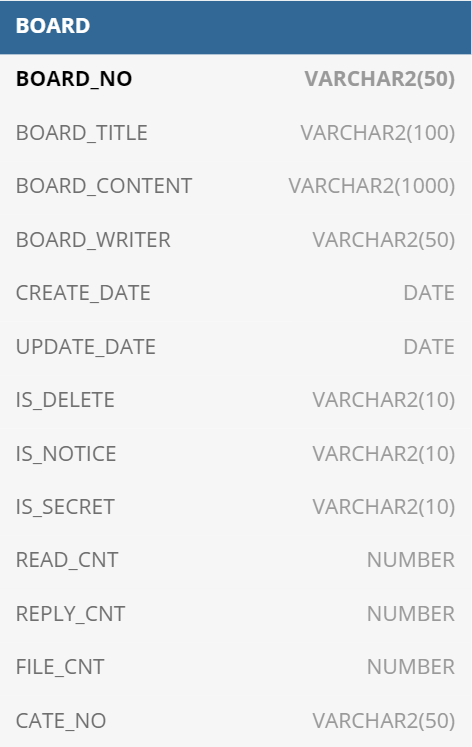 BOARD
BOARD_NO VARCHAR2(50)
BOARD_TITLE VARCHAR2(100)
BOARD_CONTENT VARCHAR2(1000)
BOARD_WRITER VARCHAR2(50)
CREATE_DATE DATE
UPDATE_DATE DATE
IS_DELETE VARCHAR2(10)
IS_NOTICE VARCHAR2(10)
IS_SECRET VARCHAR2(10)
READ_CNT NUMBER
REPLY_CNT NUMBER
FILE_CNT NUMBER
CATE_NO VARCHAR2(50)